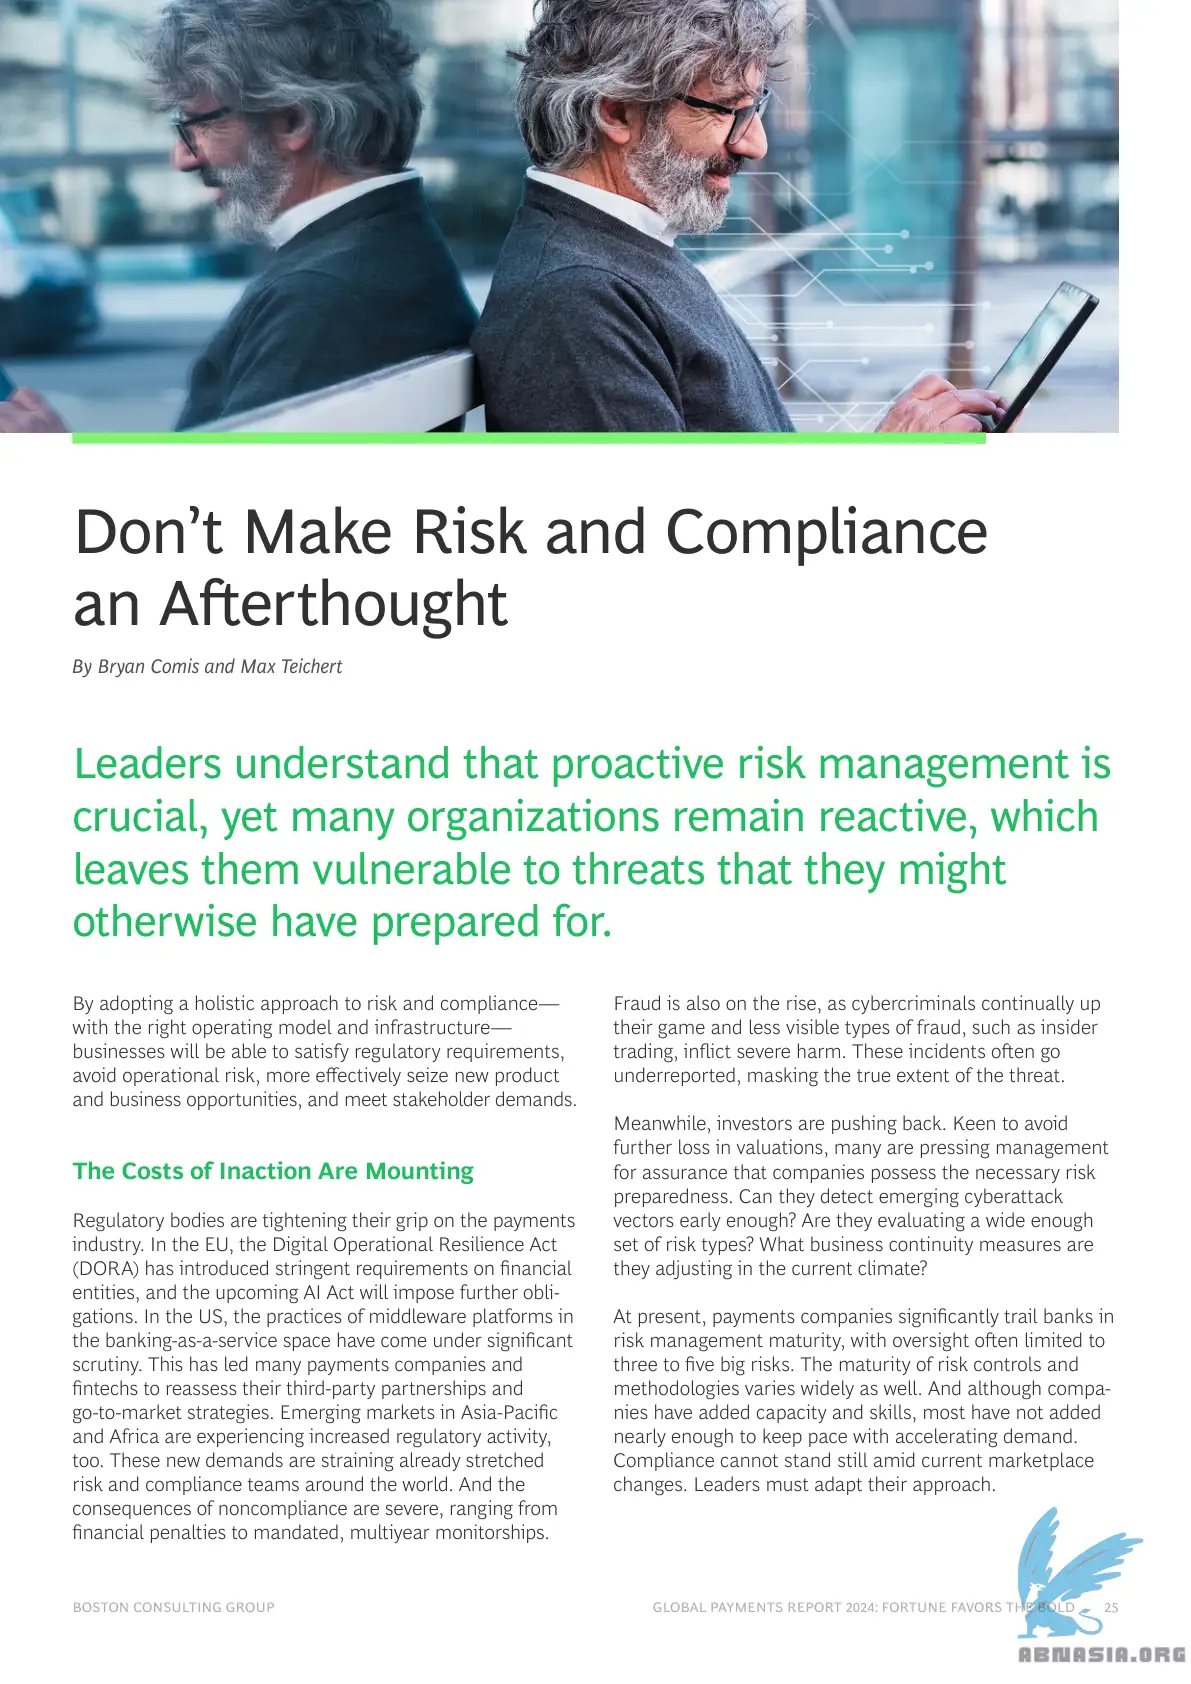 Don’t Make Risk and Compliance
an Afterthought
By Bryan Comis and Max Teichert
Leaders understand that proactive risk management is
crucial, yet many organizations remain reactive, which
leaves them vulnerable to threats that they might
otherwise have prepared for.
By adopting a holistic approach to risk and compliance—
with the right operating model and infrastructure—
businesses will be able to satisfy regulatory requirements,
avoid operational risk, more effectively seize new product
and business opportunities, and meet stakeholder demands.
The Costs of Inaction Are Mounting
Regulatory bodies are tightening their grip on the payments
industry. In the EU, the Digital Operational Resilience Act
(DORA) has introduced stringent requirements on financial
entities, and the upcoming AI Act will impose further obli-
gations. In the US, the practices of middleware platforms in
the banking-as-a-service space have come under significant
scrutiny. This has led many payments companies and
fintechs to reassess their third-party partnerships and
go-to-market strategies. Emerging markets in Asia-Pacific
and Africa are experiencing increased regulatory activity,
too. These new demands are straining already stretched
risk and compliance teams around the world. And the
consequences of noncompliance are severe, ranging from
financial penalties to mandated, multiyear monitorships.
Fraud is also on the rise, as cybercriminals continually up
their game and less visible types of fraud, such as insider
trading, inflict severe harm. These incidents often go
underreported, masking the true extent of the threat.
Meanwhile, investors are pushing back. Keen to avoid
further loss in valuations, many are pressing management
for assurance that companies possess the necessary risk
preparedness. Can they detect emerging cyberattack
vectors early enough? Are they evaluating a wide enough
set of risk types? What business continuity measures are
they adjusting in the current climate?
At present, payments companies significantly trail banks in
risk management maturity, with oversight often limited to
three to five big risks. The maturity of risk controls and
methodologies varies widely as well. And although compa-
nies have added capacity and skills, most have not added
nearly enough to keep pace with accelerating demand.
Compliance cannot stand still amid current marketplace
changes. Leaders must adapt their approach.
BOSTON CONSULTING GROUP
GLOBAL PAYMENTS REPORT 2024: FORTUNE FAVORS THE BOLD 25
ABNASIA.ORG